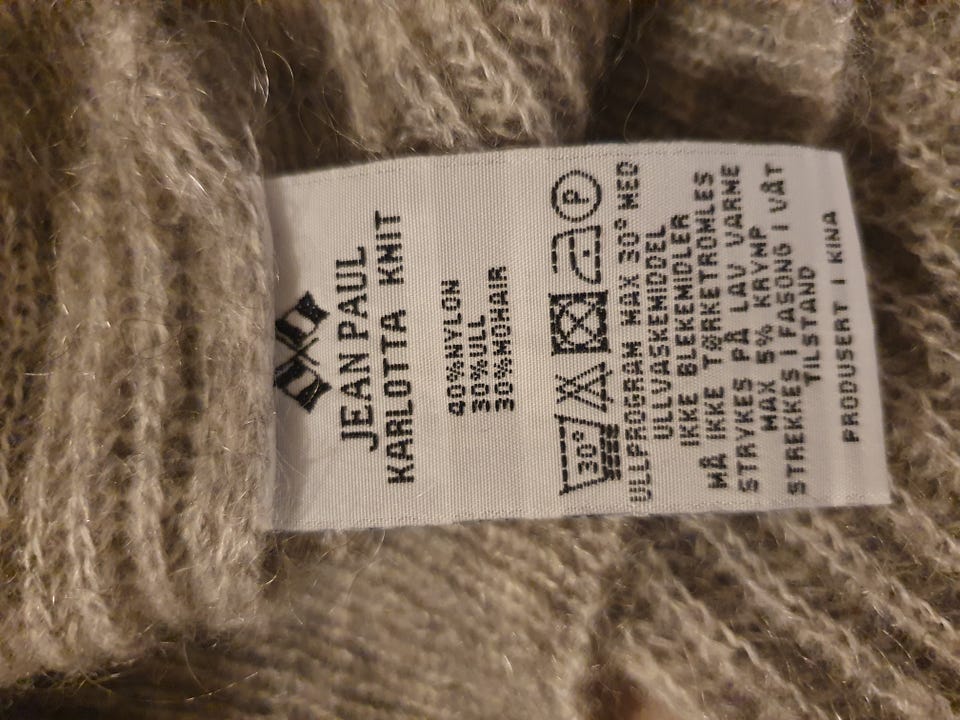 JEAN PAUL
KARLOTTA KNIT
40%NYLON
30%ULL
30%MOHAIR
30° P
ULLPROGRAM MAX 30° MED
ULLVASKEMIDDEL
IKKE BLEKEMIDLER
MÅ IKKE TØRKETROMLES
STRYKES PÅ LAV VARME
MAX 5% KRYMP
STREKKES I FASONG I VÅT
TILSTAND
PRODUSERT I KINA